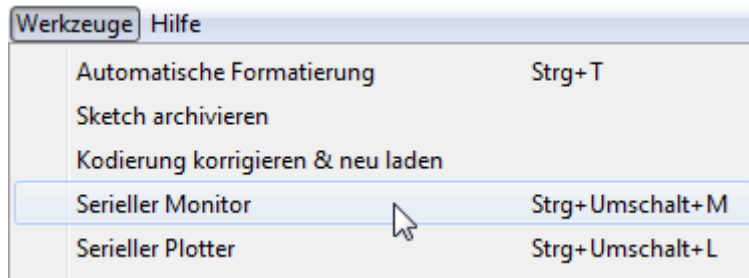 Werkzeuge Hilfe
Automatische Formatierung Strg+T
Sketch archivieren
Kodierung korrigieren & neu laden
Serieller Monitor Strg+Umschalt+M
Serieller Plotter Strg+Umschalt+L